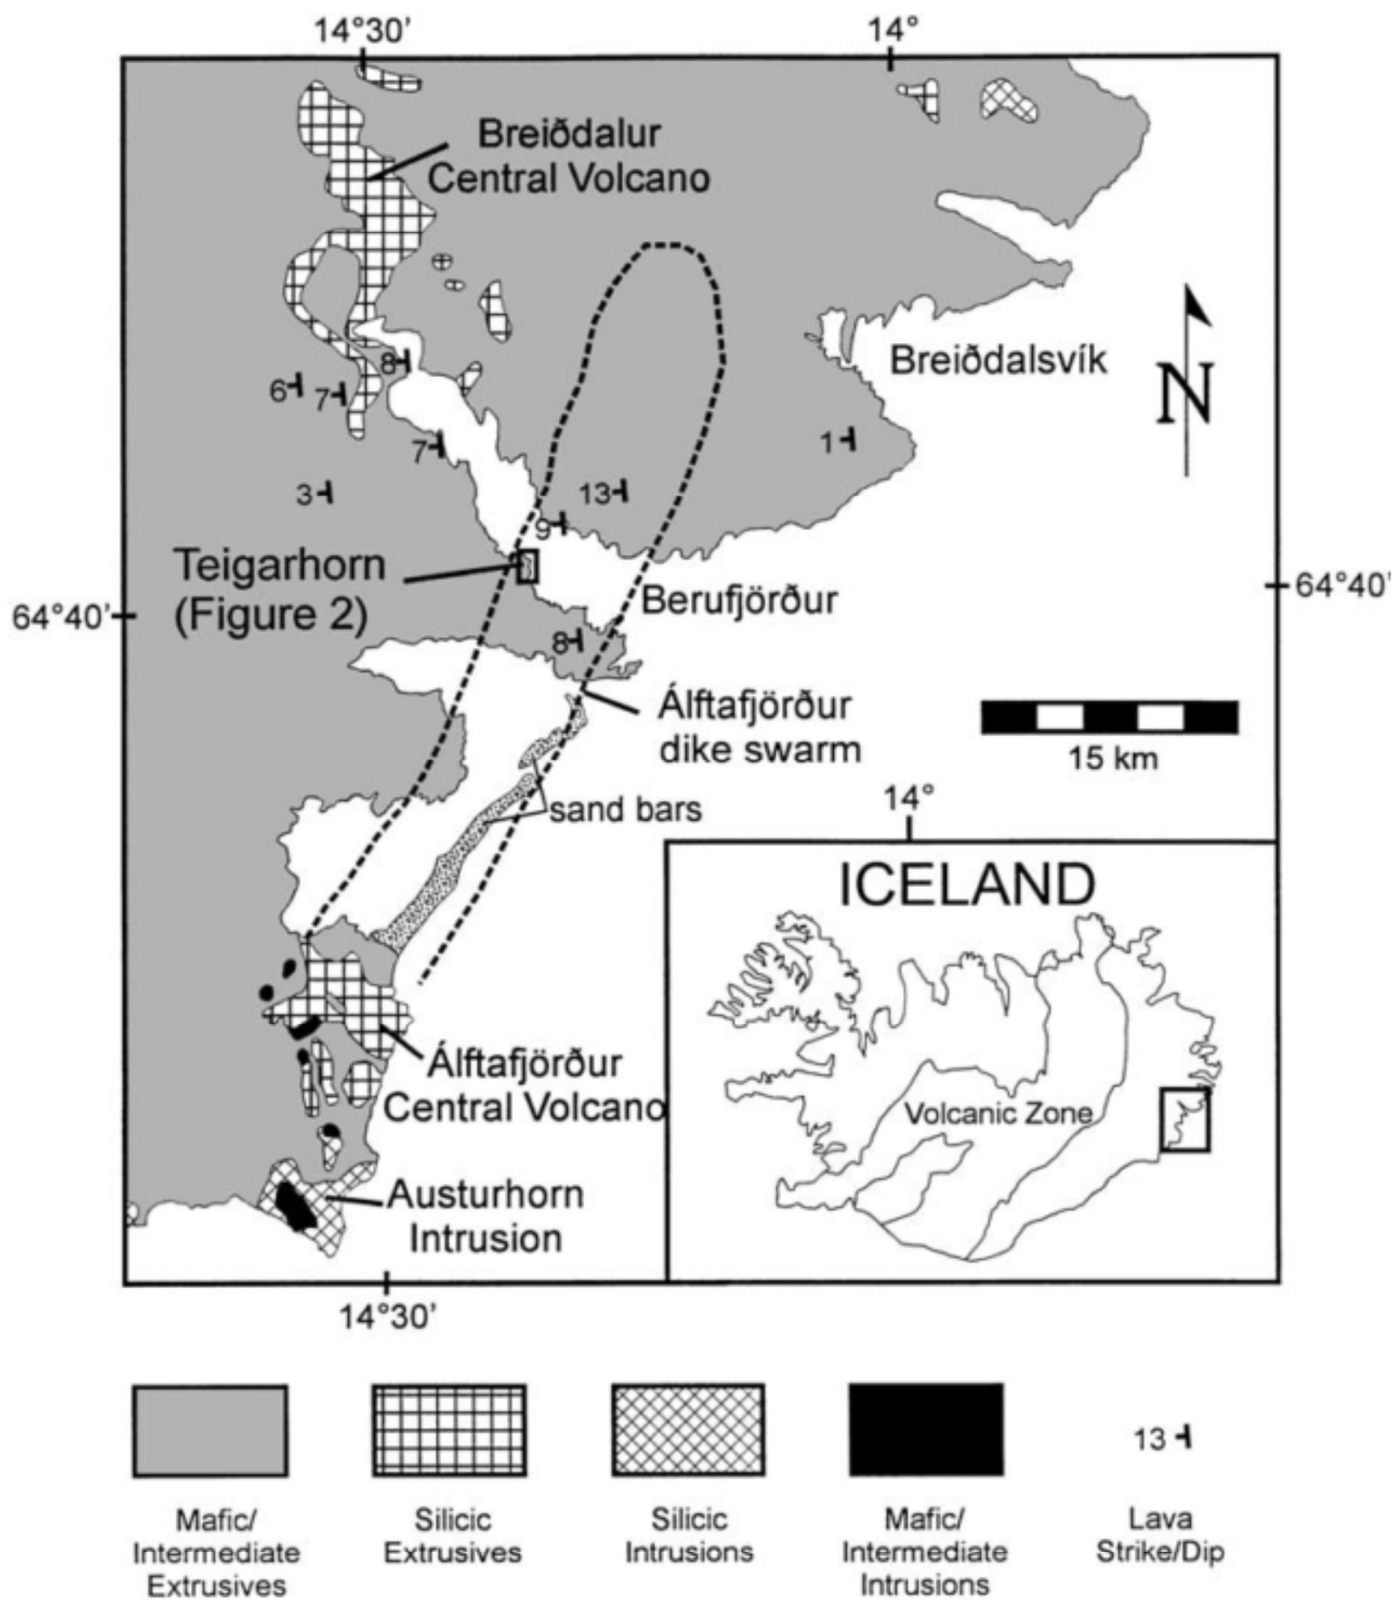 14°30'
14°
Breiðdalur
Central Volcano
N
Breiðdalsvík
8
6
7
7
1
3
13
9
Teigarhorn
(Figure 2)
64°40'
64°40'
Berufjörður
8
Álftafjörður
dike swarm
15 km
sand bars
14°
ICELAND
Volcanic Zone
Álftafjörður
Central Volcano
Austurhorn
Intrusion
14°30'
13
Mafic/
Intermediate
Extrusives
Silicic
Extrusives
Silicic
Intrusions
Mafic/
Intermediate
Intrusions
Lava
Strike/Dip